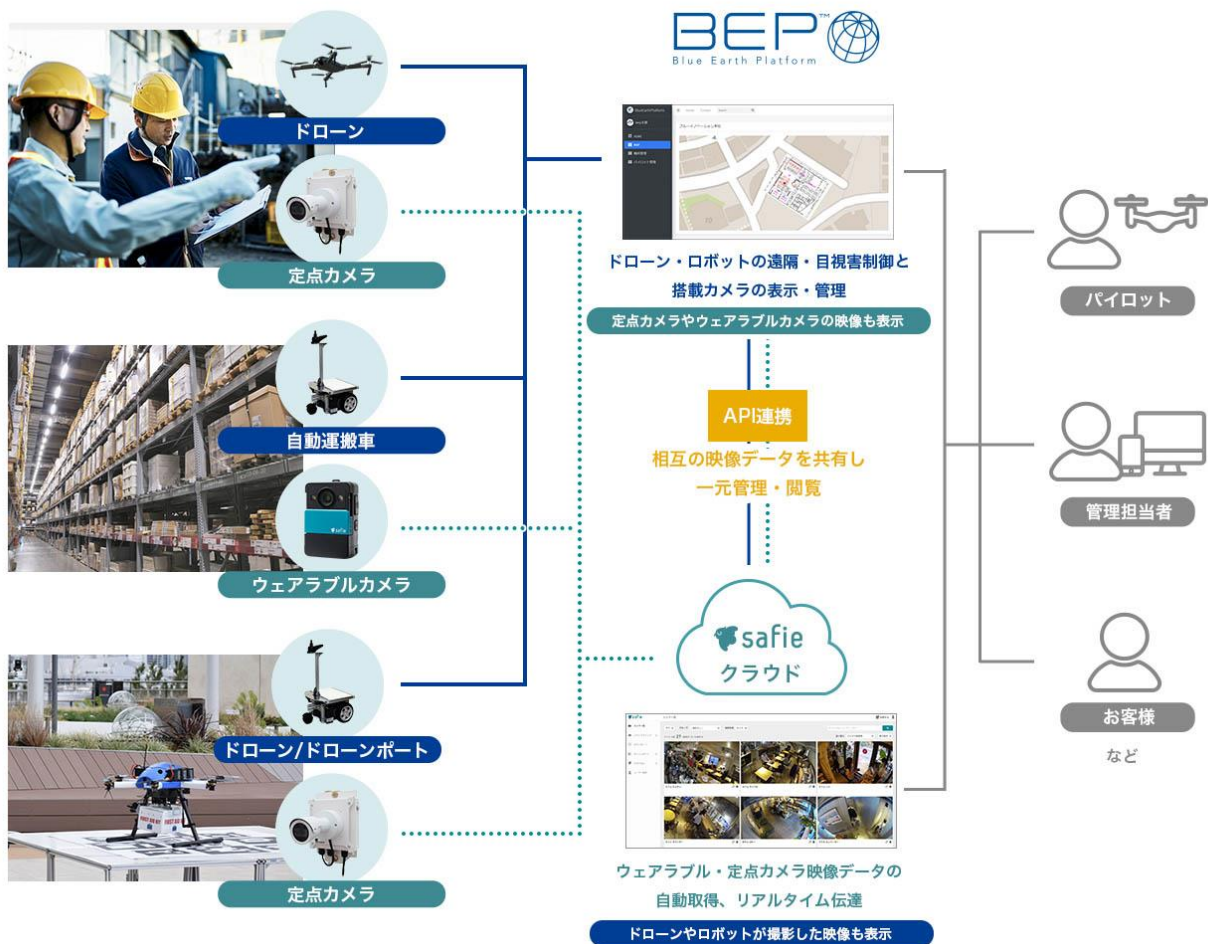 BEP™
Blue Earth Platform
ドローン
定点カメラ
ドローン・ロボットの遠隔・目視害制御と
搭載カメラの表示・管理
定点カメラやウェアラブルカメラの映像も表示
パイロット
自動運搬車
API連携
相互の映像データを共有し
一元管理・閲覧
safie
ウェアラブルカメラ
管理担当者
safie
クラウド
ドローン/ドローンポート
お客様
など
FIRST AID KIT
safie
定点カメラ
ウェアラブル・定点カメラ映像データの
自動取得、リアルタイム伝達
ドローンやロボットが撮影した映像も表示